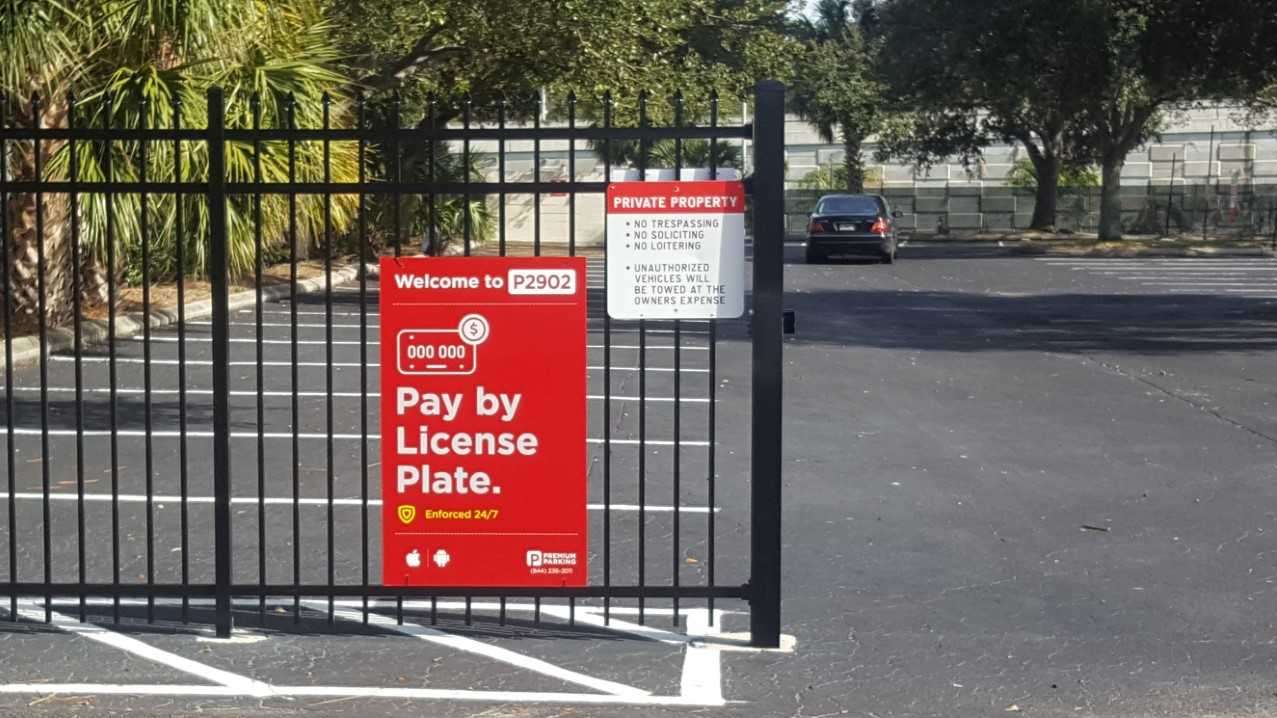 PRIVATE PROPERTY
• NO TRESPASSING
• NO SOLICITING
• NO LOITERING
• UNAUTHORIZED
VEHICLES WILL
BE TOWED AT THE
OWNERS EXPENSE
Welcome to P2902
$
000 000
Pay by
License
Plate.
Enforced 24/7
P PREMIUM
PARKING